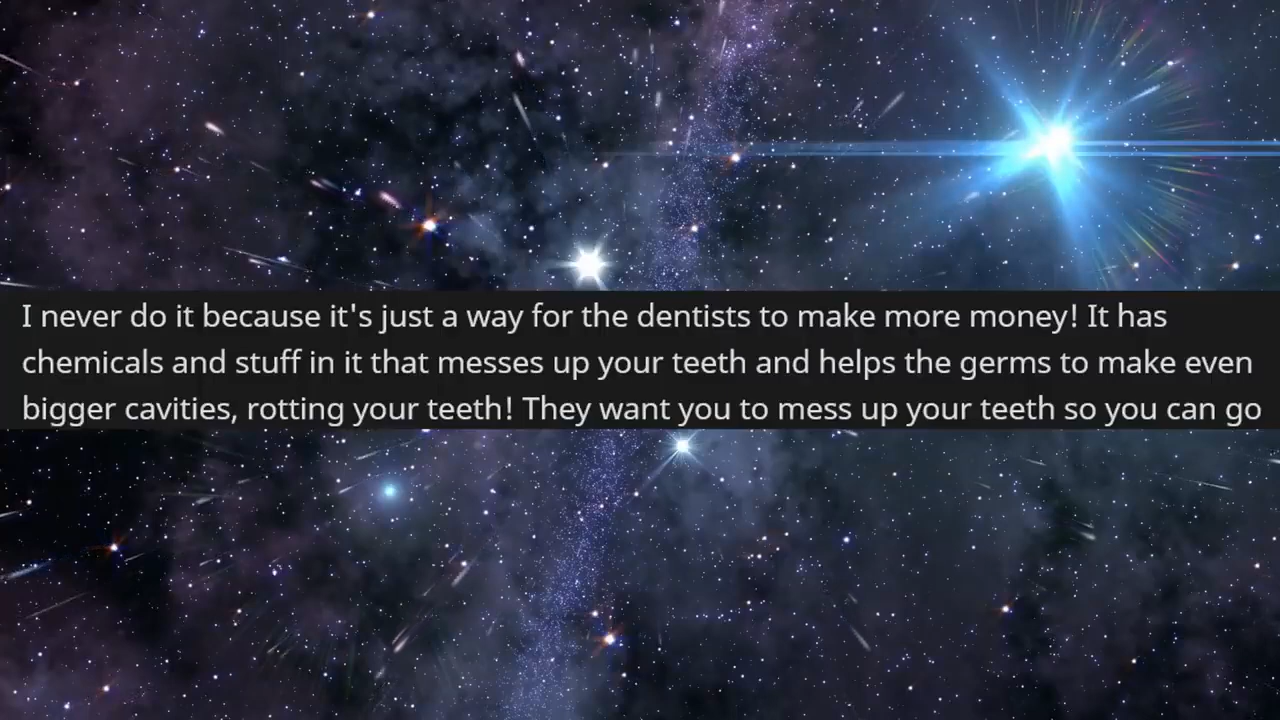 I never do it because it's just a way for the dentists to make more money! It has
chemicals and stuff in it that messes up your teeth and helps the germs to make even
bigger cavities, rotting your teeth! They want you to mess up your teeth so you can go